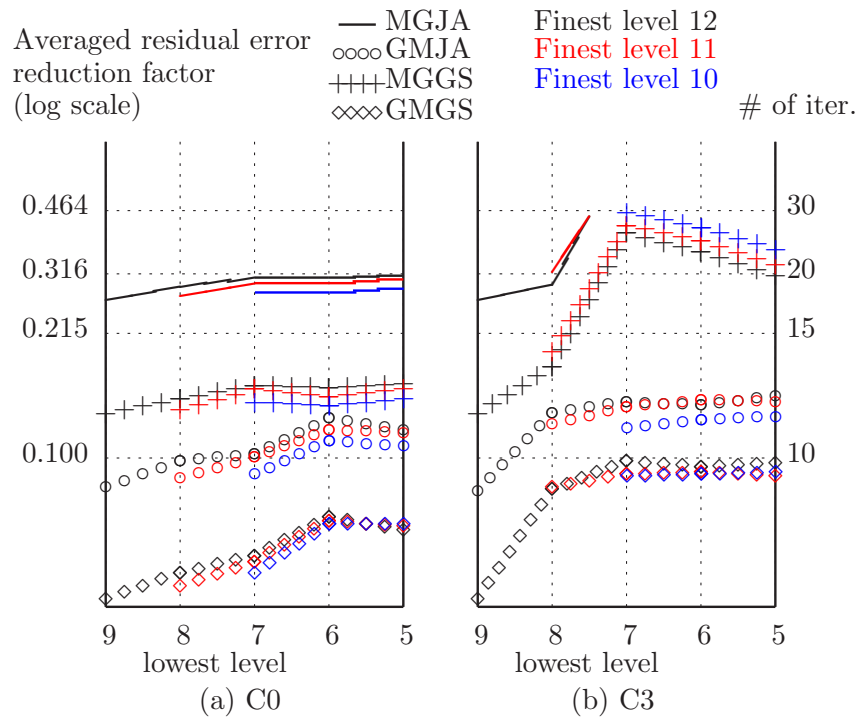 Averaged residual error
reduction factor
(log scale)
MGJA
GMJA
MGGS
GMGS
Finest level 12
Finest level 11
Finest level 10
# of iter.
0.464
0.316
0.215
0.100
30
20
15
10
9 8 7 6 5
lowest level
(a) C0
9 8 7 6 5
lowest level
(b) C3